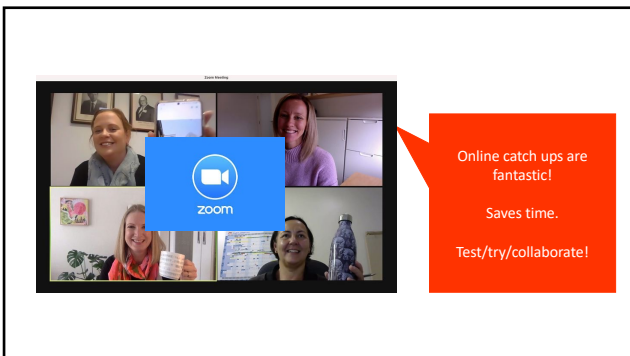 Zoom Meeting
zoom
Online catch ups are
fantastic!
Saves time.
Test/try/collaborate!